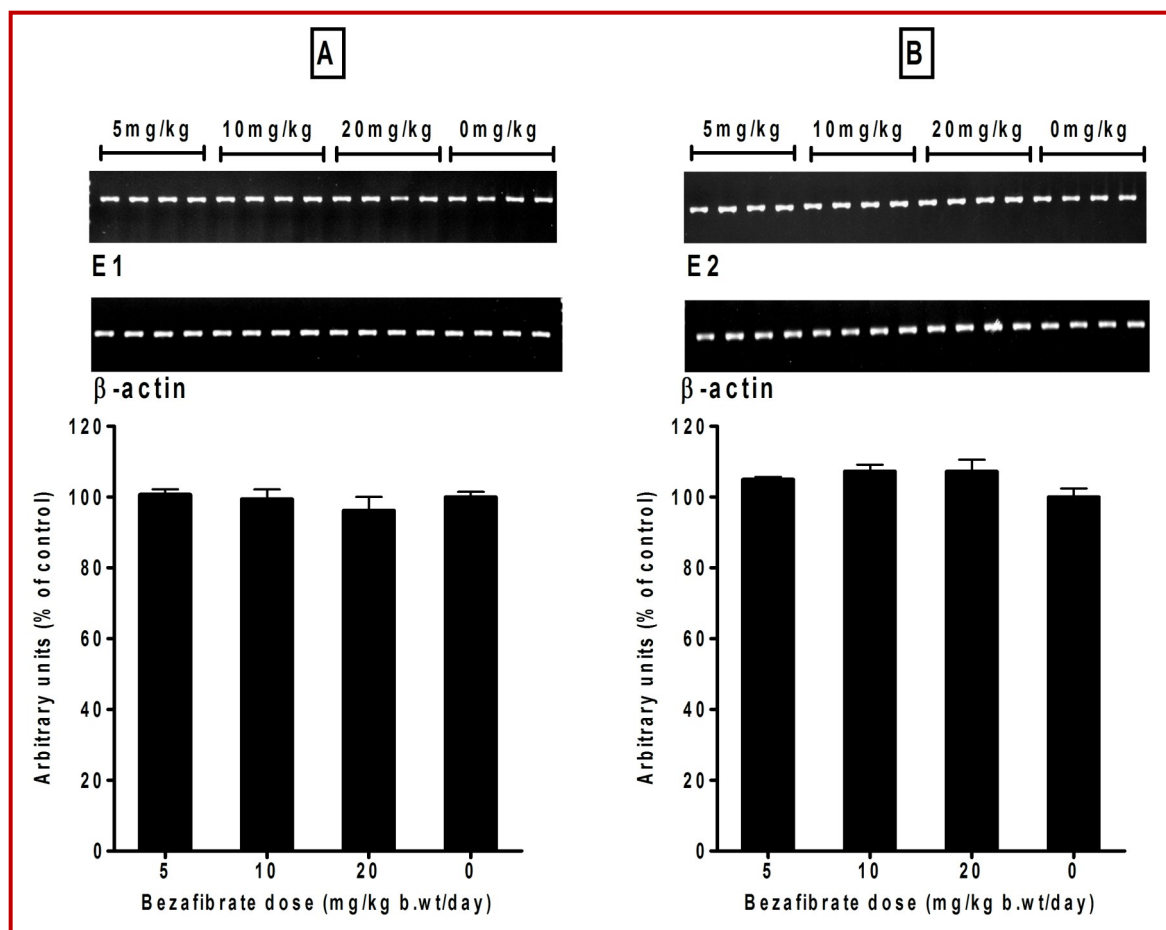 A
5mg/kg 10mg/kg 20mg/kg 0mg/kg
E1
β-actin
120
100
80
60
40
20
0
Arbitrary units (% of control)
5 10 20 0
Bezafibrate dose (mg/kg b.wt/day)
B
5mg/kg 10mg/kg 20mg/kg 0mg/kg
E2
β-actin
120
100
80
60
40
20
0
Arbitrary units (% of control)
5 10 20 0
Bezafibrate dose (mg/kg b.wt/day)